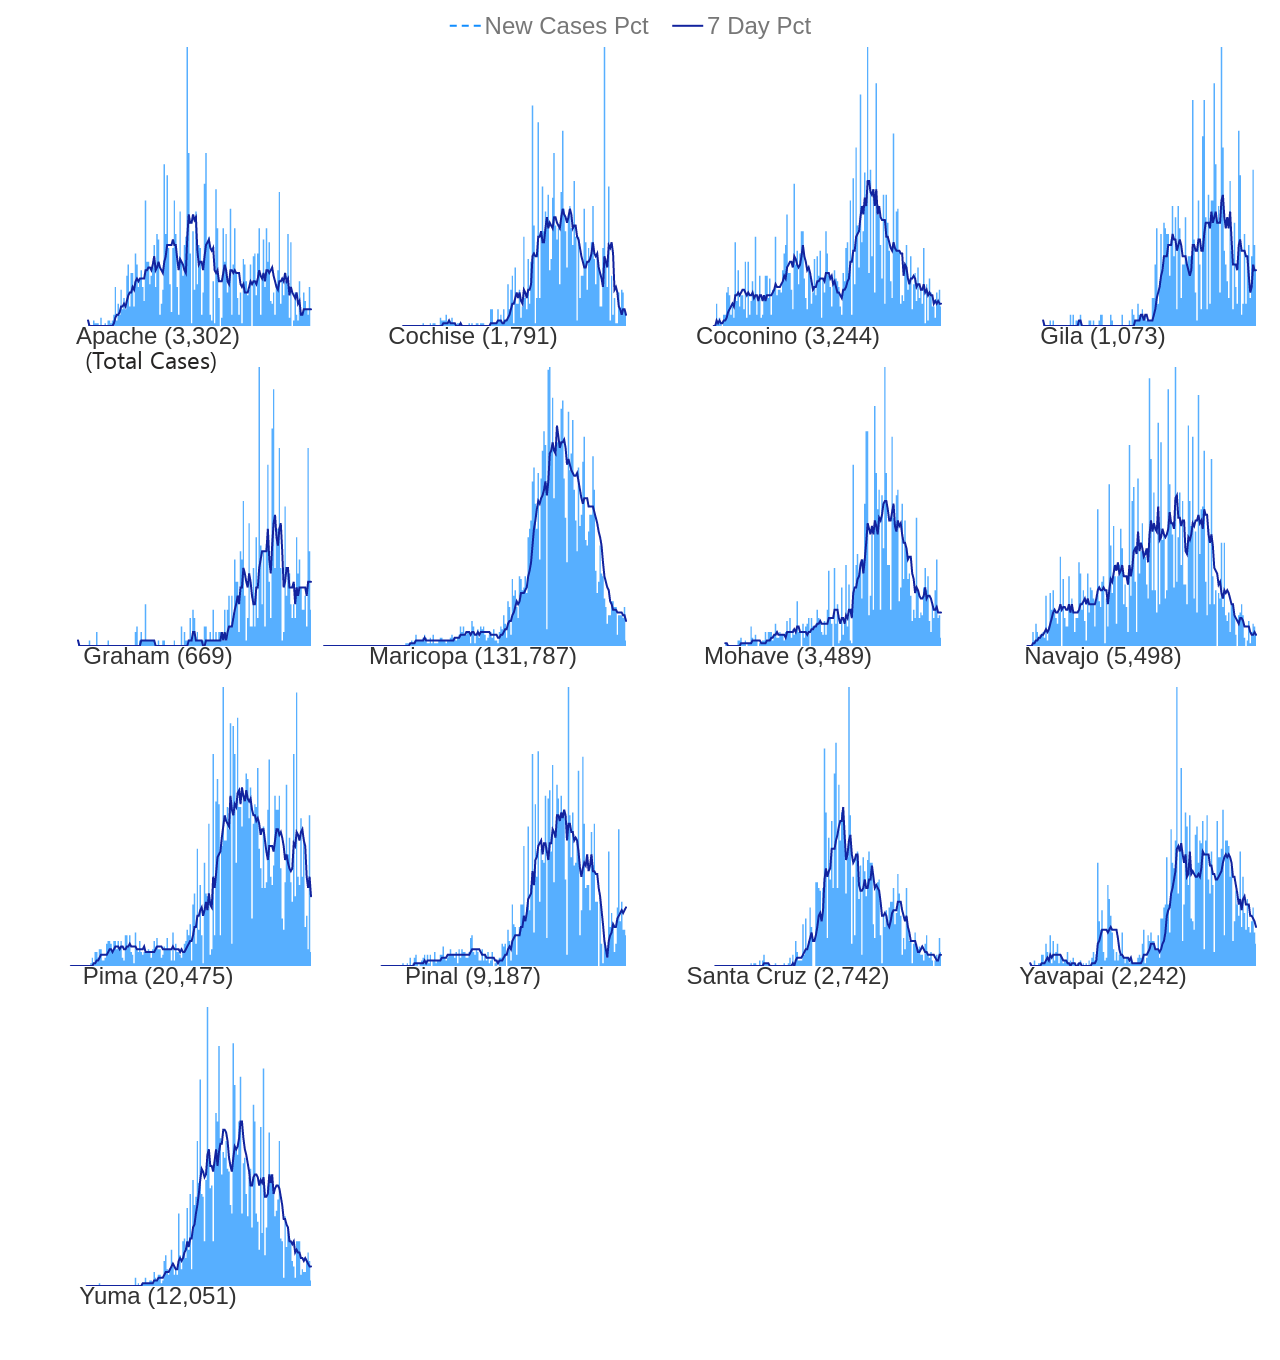 New Cases Pct 7 Day Pct
Apache (3,302) Cochise (1,791) Coconino (3,244) Gila (1,073)
(Total Cases)
Graham (669) Maricopa (131,787) Mohave (3,489) Navajo (5,498)
Pima (20,475) Pinal (9,187) Santa Cruz (2,742) Yavapai (2,242)
Yuma (12,051)